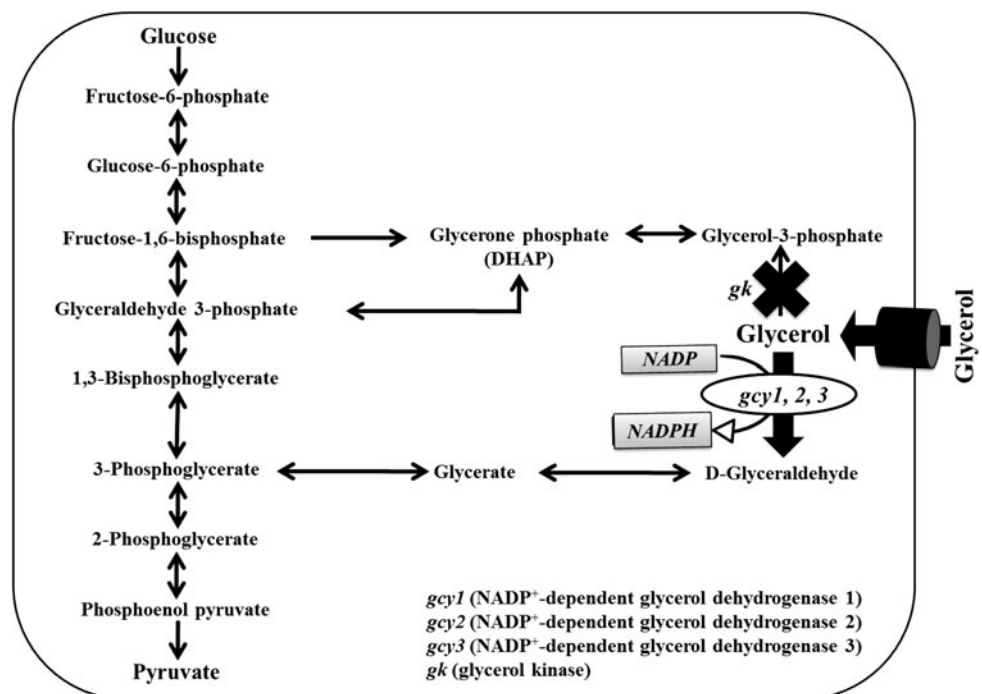 Glucose
Fructose-6-phosphate
Glucose-6-phosphate
Fructose-1,6-bisphosphate
Glycerone phosphate
(DHAP)
Glycerol-3-phosphate
gk
Glyceraldehyde 3-phosphate
Glycerol
Glycerol
NADP
1,3-Bisphosphoglycerate
gcy1, 2, 3
NADPH
3-Phosphoglycerate
Glycerate
D-Glyceraldehyde
2-Phosphoglycerate
Phosphoenol pyruvate
Pyruvate
gcy1 (NADP⁺-dependent glycerol dehydrogenase 1)
gcy2 (NADP⁺-dependent glycerol dehydrogenase 2)
gcy3 (NADP⁺-dependent glycerol dehydrogenase 3)
gk (glycerol kinase)